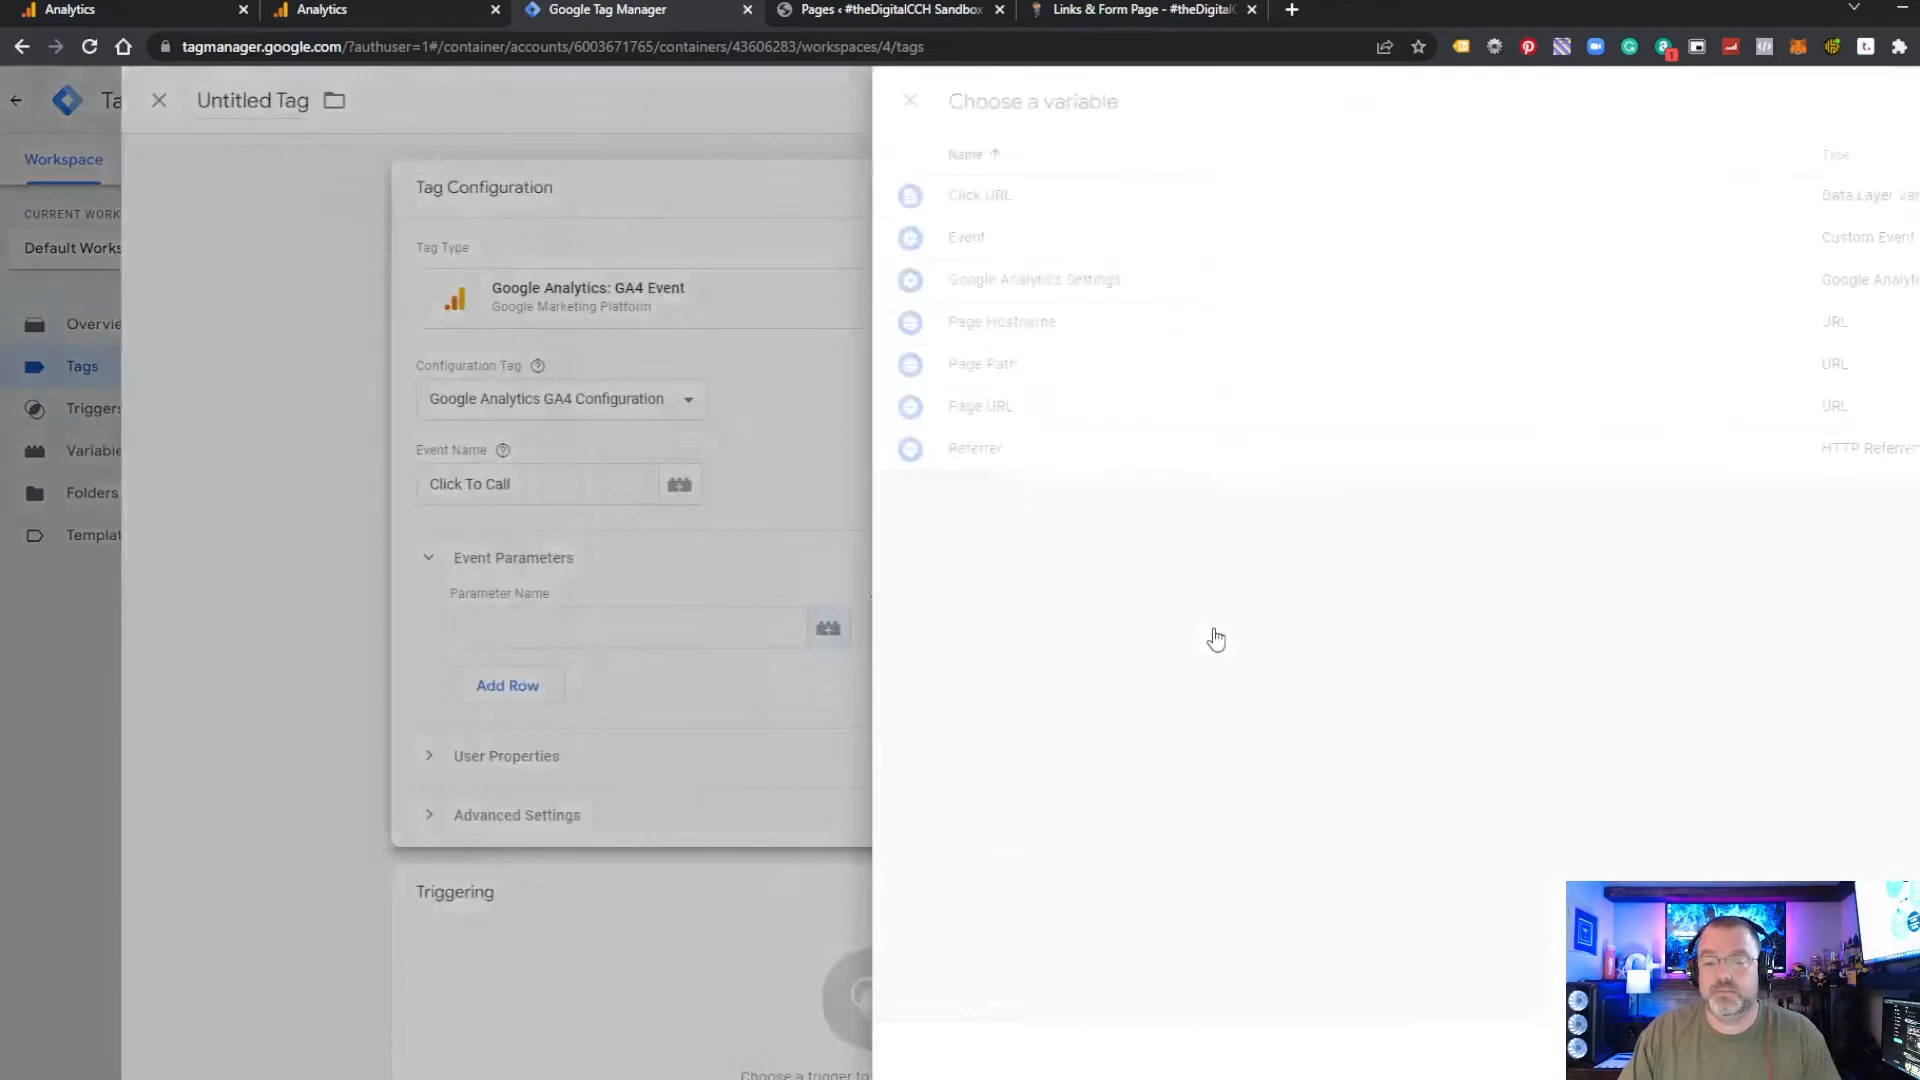 Analytics
Analytics
Google Tag Manager
Pages ‹ #theDigitalCCH Sandbox
Links & Form Page - #theDigital
tagmanager.google.com/?authuser=1#/container/accounts/6003671765/containers/43606283/workspaces/4/tags
1
t.
Ta
Untitled Tag
Choose a variable
Workspace
CURRENT WORK
Default Works
Overvie
Tags
Triggers
Variable
Folders
Templat
Tag Configuration
Tag Type
Google Analytics: GA4 Event
Google Marketing Platform
Configuration Tag
Google Analytics GA4 Configuration
Event Name
Click To Call
Event Parameters
Parameter Name
Add Row
User Properties
Advanced Settings
Triggering
Choose a trigger to
Name
Type
Click URL
Data Layer Var
Event
Custom Event
Google Analytics Settings
Google Analyti
Page Hostname
URL
Page Path
URL
Page URL
URL
Referrer
HTTP Referrer